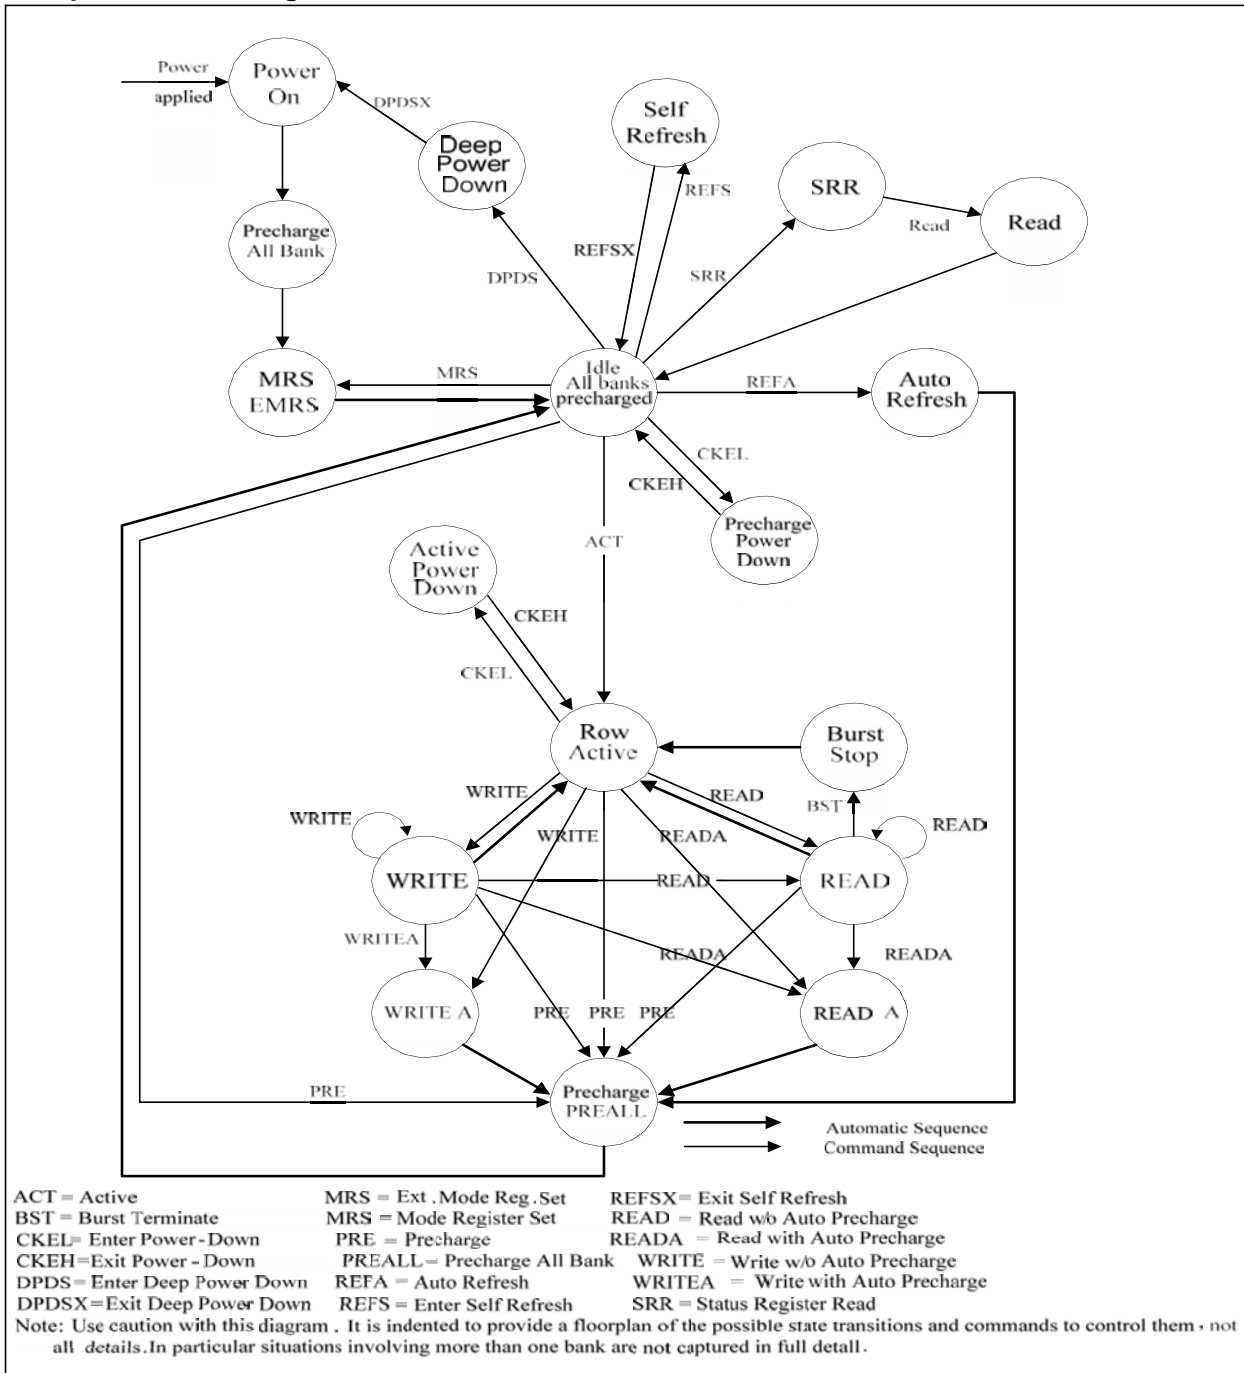 Power
applied
Power
On
DPDSX
Deep
Power
Down
Self
Refresh
REFS
SRR
Read
Read
Precharge
All Bank
REFSX
DPDS
SRR
MRS
EMRS
MRS
Idle
All banks
precharged
REFA
Auto
Refresh
CKEL
CKEH
Precharge
Power
Down
ACT
Active
Power
Down
CKEH
CKEL
Row
Active
Burst
Stop
WRITE
READ
BST
WRITE
WRITE
READA
READ
WRITE
READ
READ
WRITEA
READA
READA
WRITE A
PRE
PRE
PRE
READ A
PRE
Precharge
PREALL
Automatic Sequence
Command Sequence
ACT = Active
MRS = Ext .Mode Reg .Set
REFSX= Exit Self Refresh
BST = Burst Terminate
MRS = Mode Register Set
READ = Read w/o Auto Precharge
CKEL= Enter Power-Down
PRE = Precharge
READA = Read with Auto Precharge
CKEH=Exit Power - Down
PREALL= Precharge All Bank
WRITE = Write w/o Auto Precharge
DPDS= Enter Deep Power Down
REFA = Auto Refresh
WRITEA = Write with Auto Precharge
DPDSX=Exit Deep Power Down
REFS = Enter Self Refresh
SRR = Status Register Read
Note: Use caution with this diagram . It is indented to provide a floorplan of the possible state transitions and commands to control them , not
all details.In particular situations involving more than one bank are not captured in full detall.